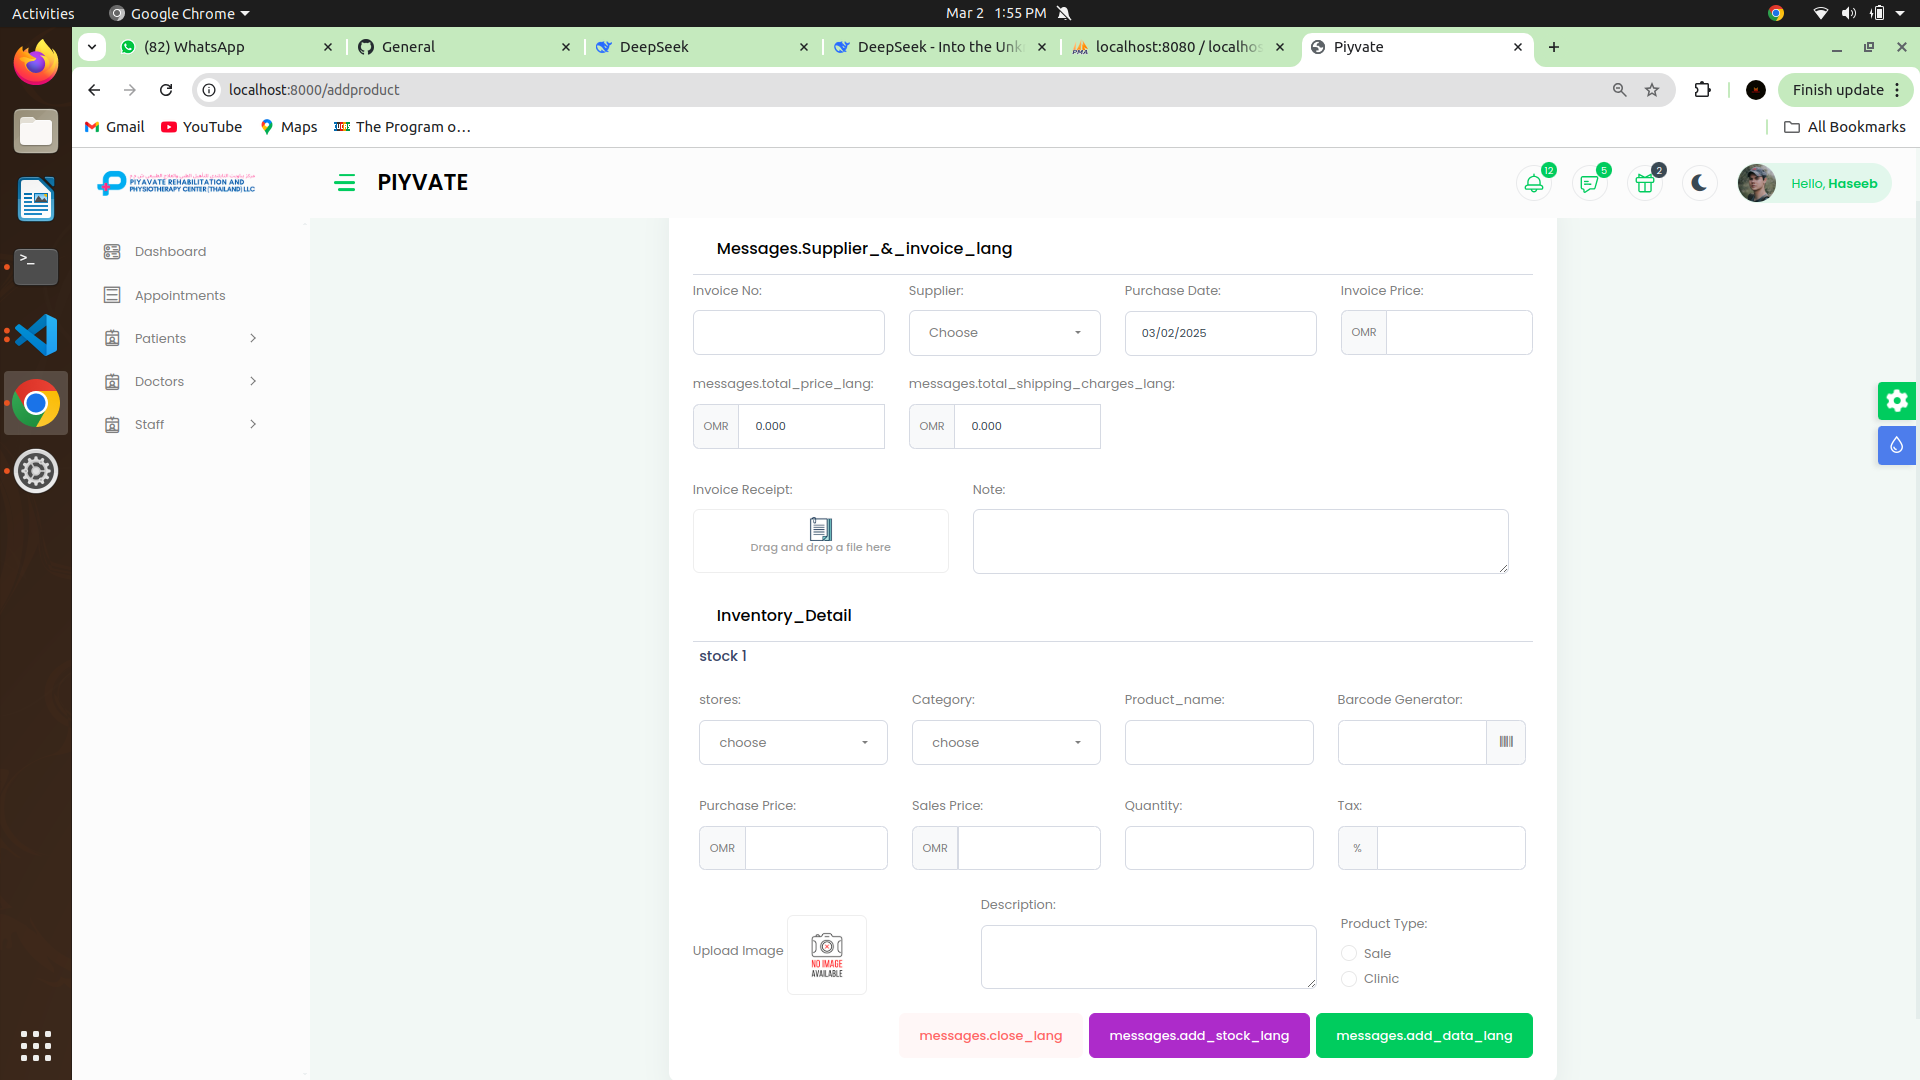 Activities
Google Chrome
Mar 2 1:55 PM
(82) WhatsApp
General
DeepSeek
DeepSeek - Into the Unk
localhost:8080 / localhos
Piyvate
localhost:8000/addproduct
Finish update
Gmail
YouTube
Maps
The Program o…
All Bookmarks
PIYAVATE REHABILITATION AND
PHYSIOTHERAPY CENTER (THAILAND) LLC
PIYVATE
12
5
2
Hello, Haseeb
Dashboard
Appointments
Patients
Doctors
Staff
Messages.Supplier_&_invoice_lang
Invoice No:
Supplier:
Purchase Date:
Invoice Price:
Choose
03/02/2025
OMR
messages.total_price_lang:
messages.total_shipping_charges_lang:
OMR
0.000
OMR
0.000
Invoice Receipt:
Note:
Drag and drop a file here
Inventory_Detail
stock 1
stores:
Category:
Product_name:
Barcode Generator:
choose
choose
Purchase Price:
Sales Price:
Quantity:
Tax:
OMR
OMR
%
Description:
Product Type:
Upload Image
NO IMAGE
AVAILABLE
Sale
Clinic
messages.close_lang
messages.add_stock_lang
messages.add_data_lang